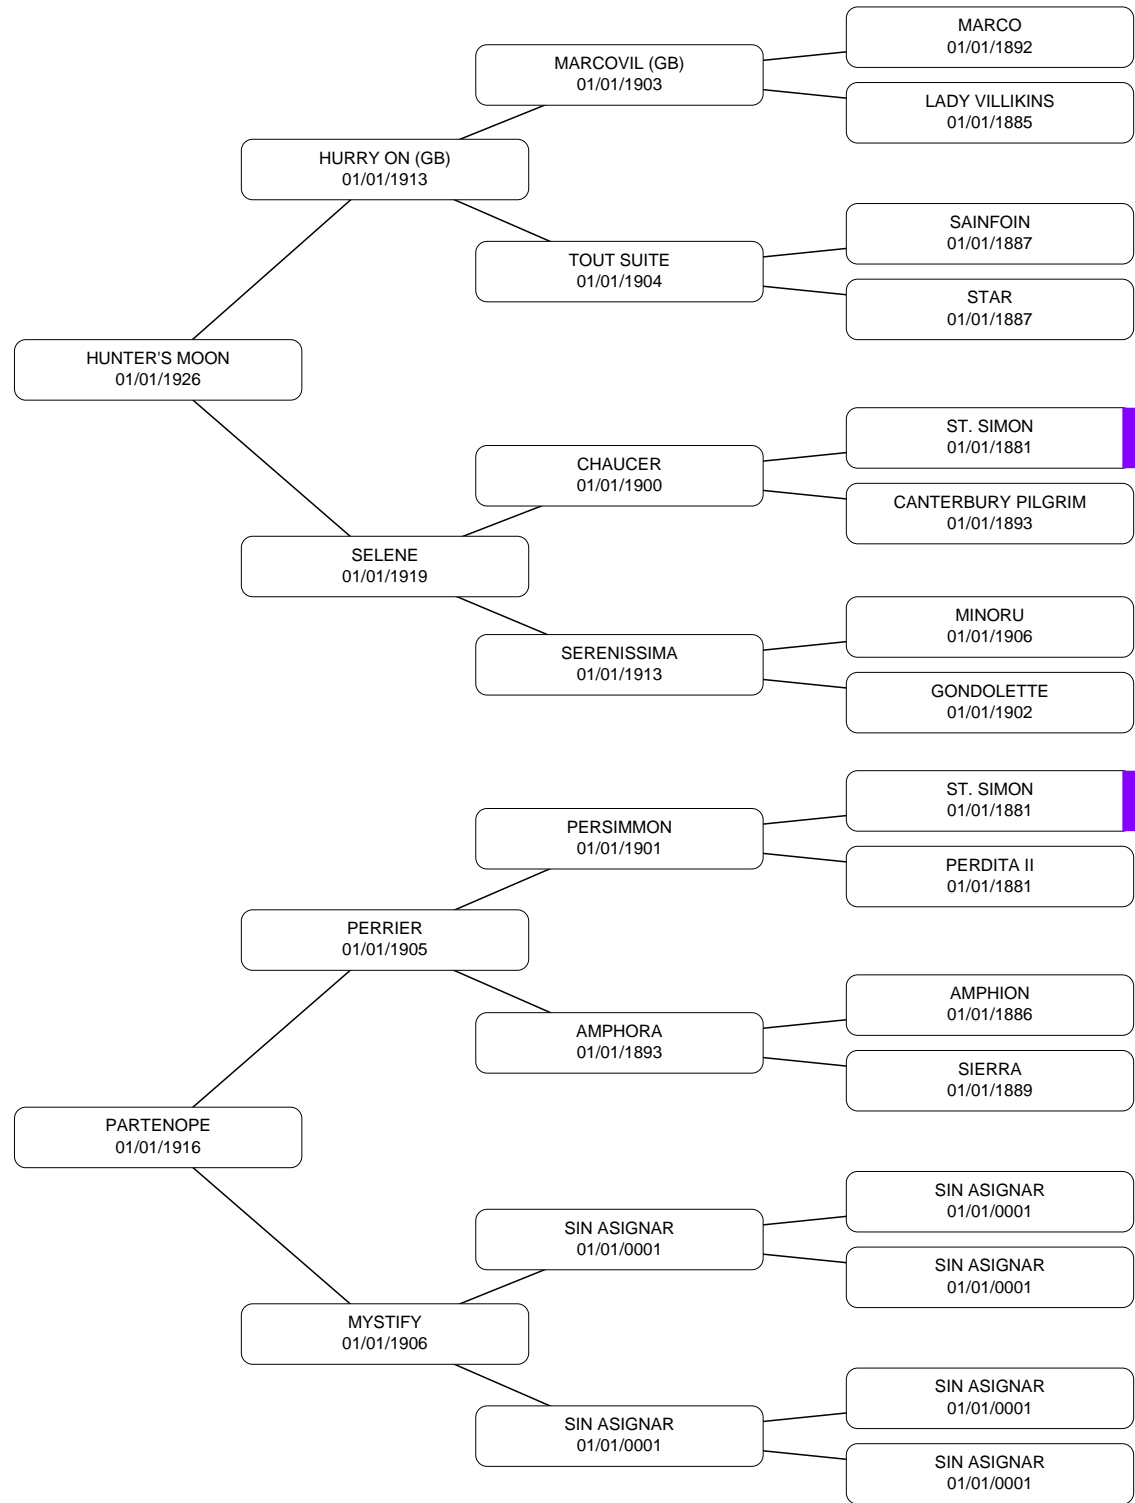 MARCO
01/01/1892
MARCOVIL (GB)
01/01/1903
LADY VILLIKINS
01/01/1885
HURRY ON (GB)
01/01/1913
SAINFOIN
01/01/1887
TOUT SUITE
01/01/1904
STAR
01/01/1887
HUNTER'S MOON
01/01/1926
ST. SIMON
01/01/1881
CHAUCER
01/01/1900
CANTERBURY PILGRIM
01/01/1893
SELENE
01/01/1919
MINORU
01/01/1906
SERENISSIMA
01/01/1913
GONDOLETTE
01/01/1902
ST. SIMON
01/01/1881
PERSIMMON
01/01/1901
PERDITA II
01/01/1881
PERRIER
01/01/1905
AMPHION
01/01/1886
AMPHORA
01/01/1893
SIERRA
01/01/1889
PARTENOPE
01/01/1916
SIN ASIGNAR
01/01/0001
SIN ASIGNAR
01/01/0001
SIN ASIGNAR
01/01/0001
MYSTIFY
01/01/1906
SIN ASIGNAR
01/01/0001
SIN ASIGNAR
01/01/0001
SIN ASIGNAR
01/01/0001